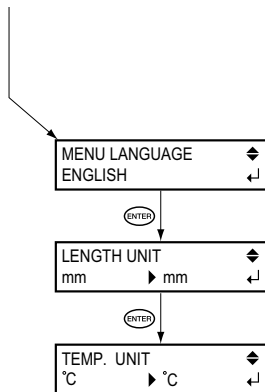 MENU LANGUAGE
ENGLISH
ENTER
LENGTH UNIT
mm mm
ENTER
TEMP. UNIT
°C °C